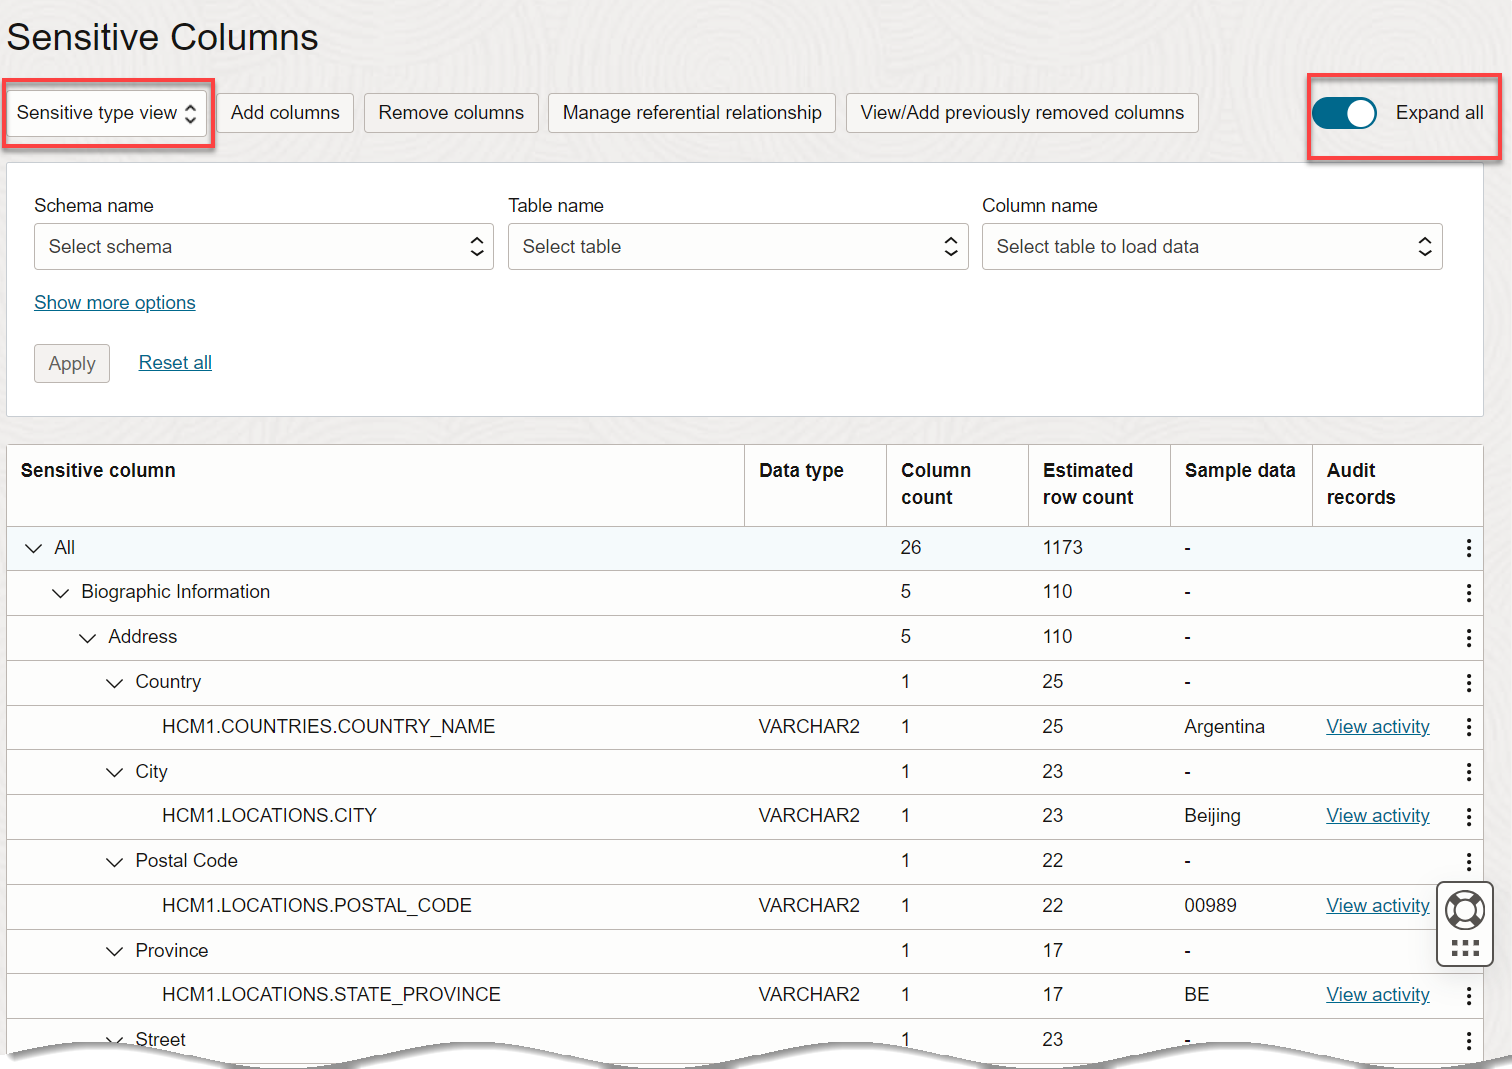 Sensitive Columns
Sensitive type view Add columns Remove columns Manage referential relationship View/Add previously removed columns Expand all
Schema name Table name Column name
Select schema Select table Select table to load data
Show more options
Apply Reset all
Sensitive column Data type Column count Estimated row count Sample data Audit records
All 26 1173 -
Biographic Information 5 110 -
Address 5 110 -
Country 1 25 -
HCM1.COUNTRIES.COUNTRY_NAME VARCHAR2 1 25 Argentina View activity
City 1 23 -
HCM1.LOCATIONS.CITY VARCHAR2 1 23 Beijing View activity
Postal Code 1 22 -
HCM1.LOCATIONS.POSTAL_CODE VARCHAR2 1 22 00989 View activity
Province 1 17 -
HCM1.LOCATIONS.STATE_PROVINCE VARCHAR2 1 17 BE View activity
Street 1 23 -